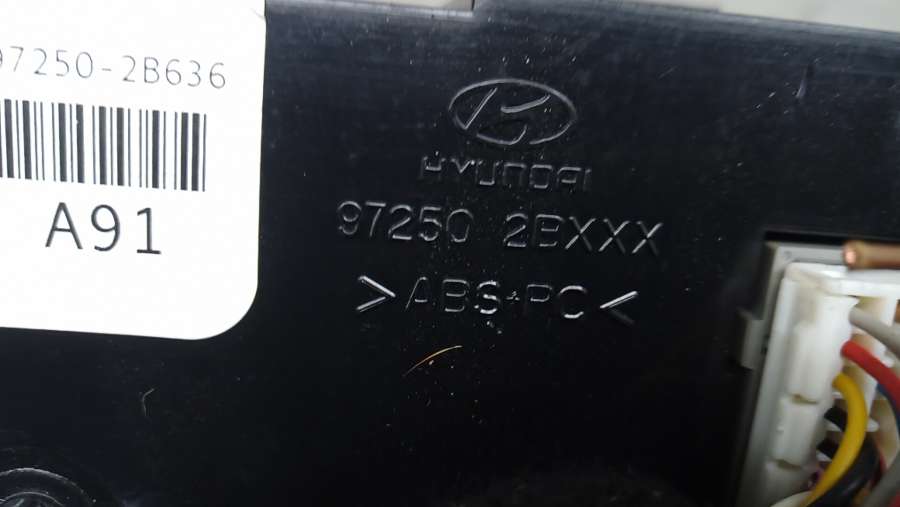 97250-2B636
A91
HYUNDAI
97250 2BXXX
>ABS+PC<